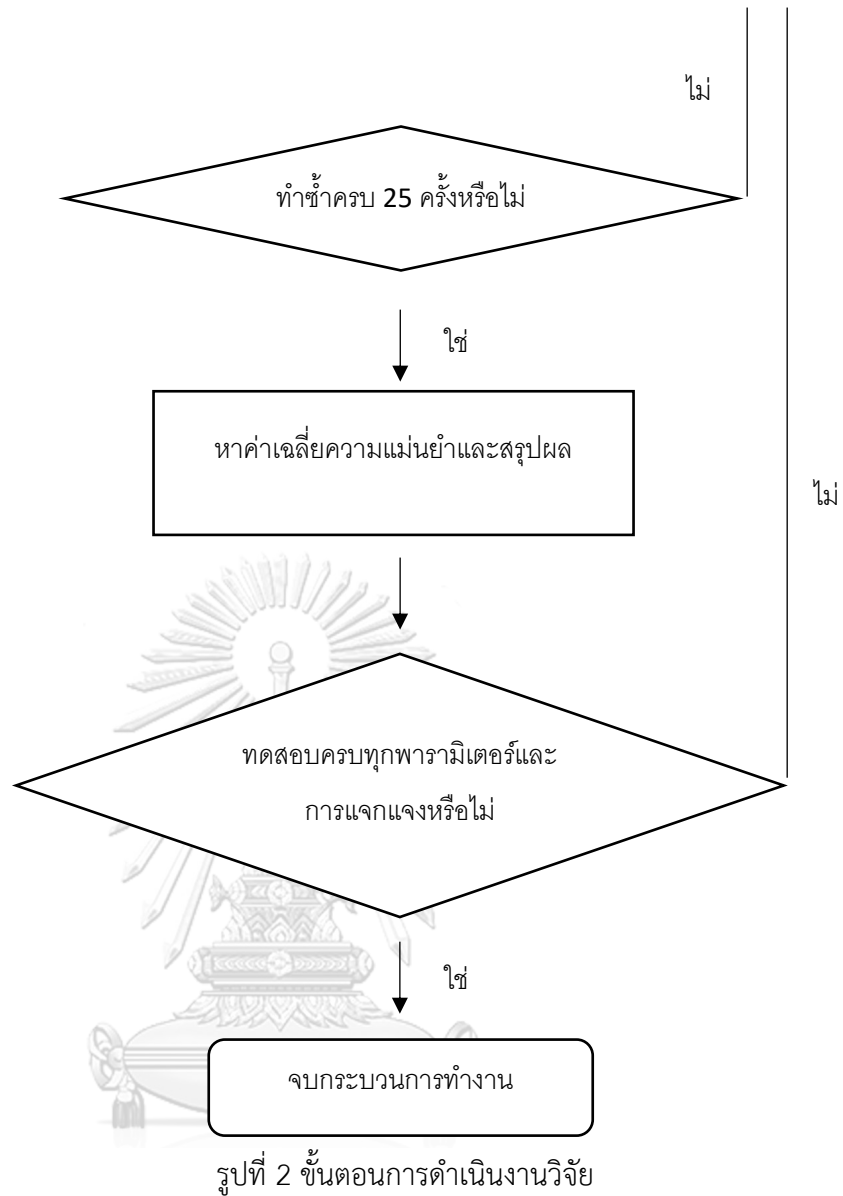 ไม่
ทำซ้ำครบ 25 ครั้งหรือไม่
ใช่
หาค่าเฉลี่ยความแม่นยำและสรุปผล
ไม่
ทดสอบครบทุกพารามิเตอร์และ
การแจกแจงหรือไม่
ใช่
จบกระบวนการทำงาน
รูปที่ 2 ขั้นตอนการดำเนินงานวิจัย